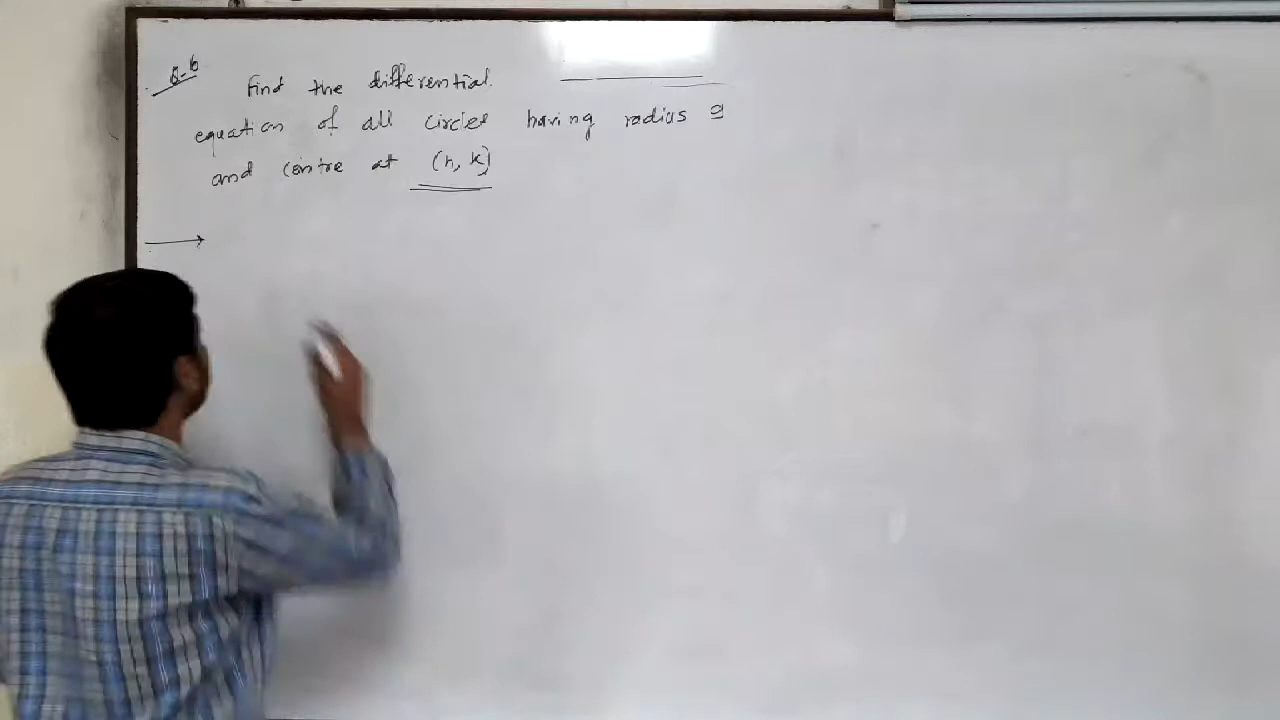 Q-6 Find the differential
equation of all circles having radius a
and centre at (h, k)